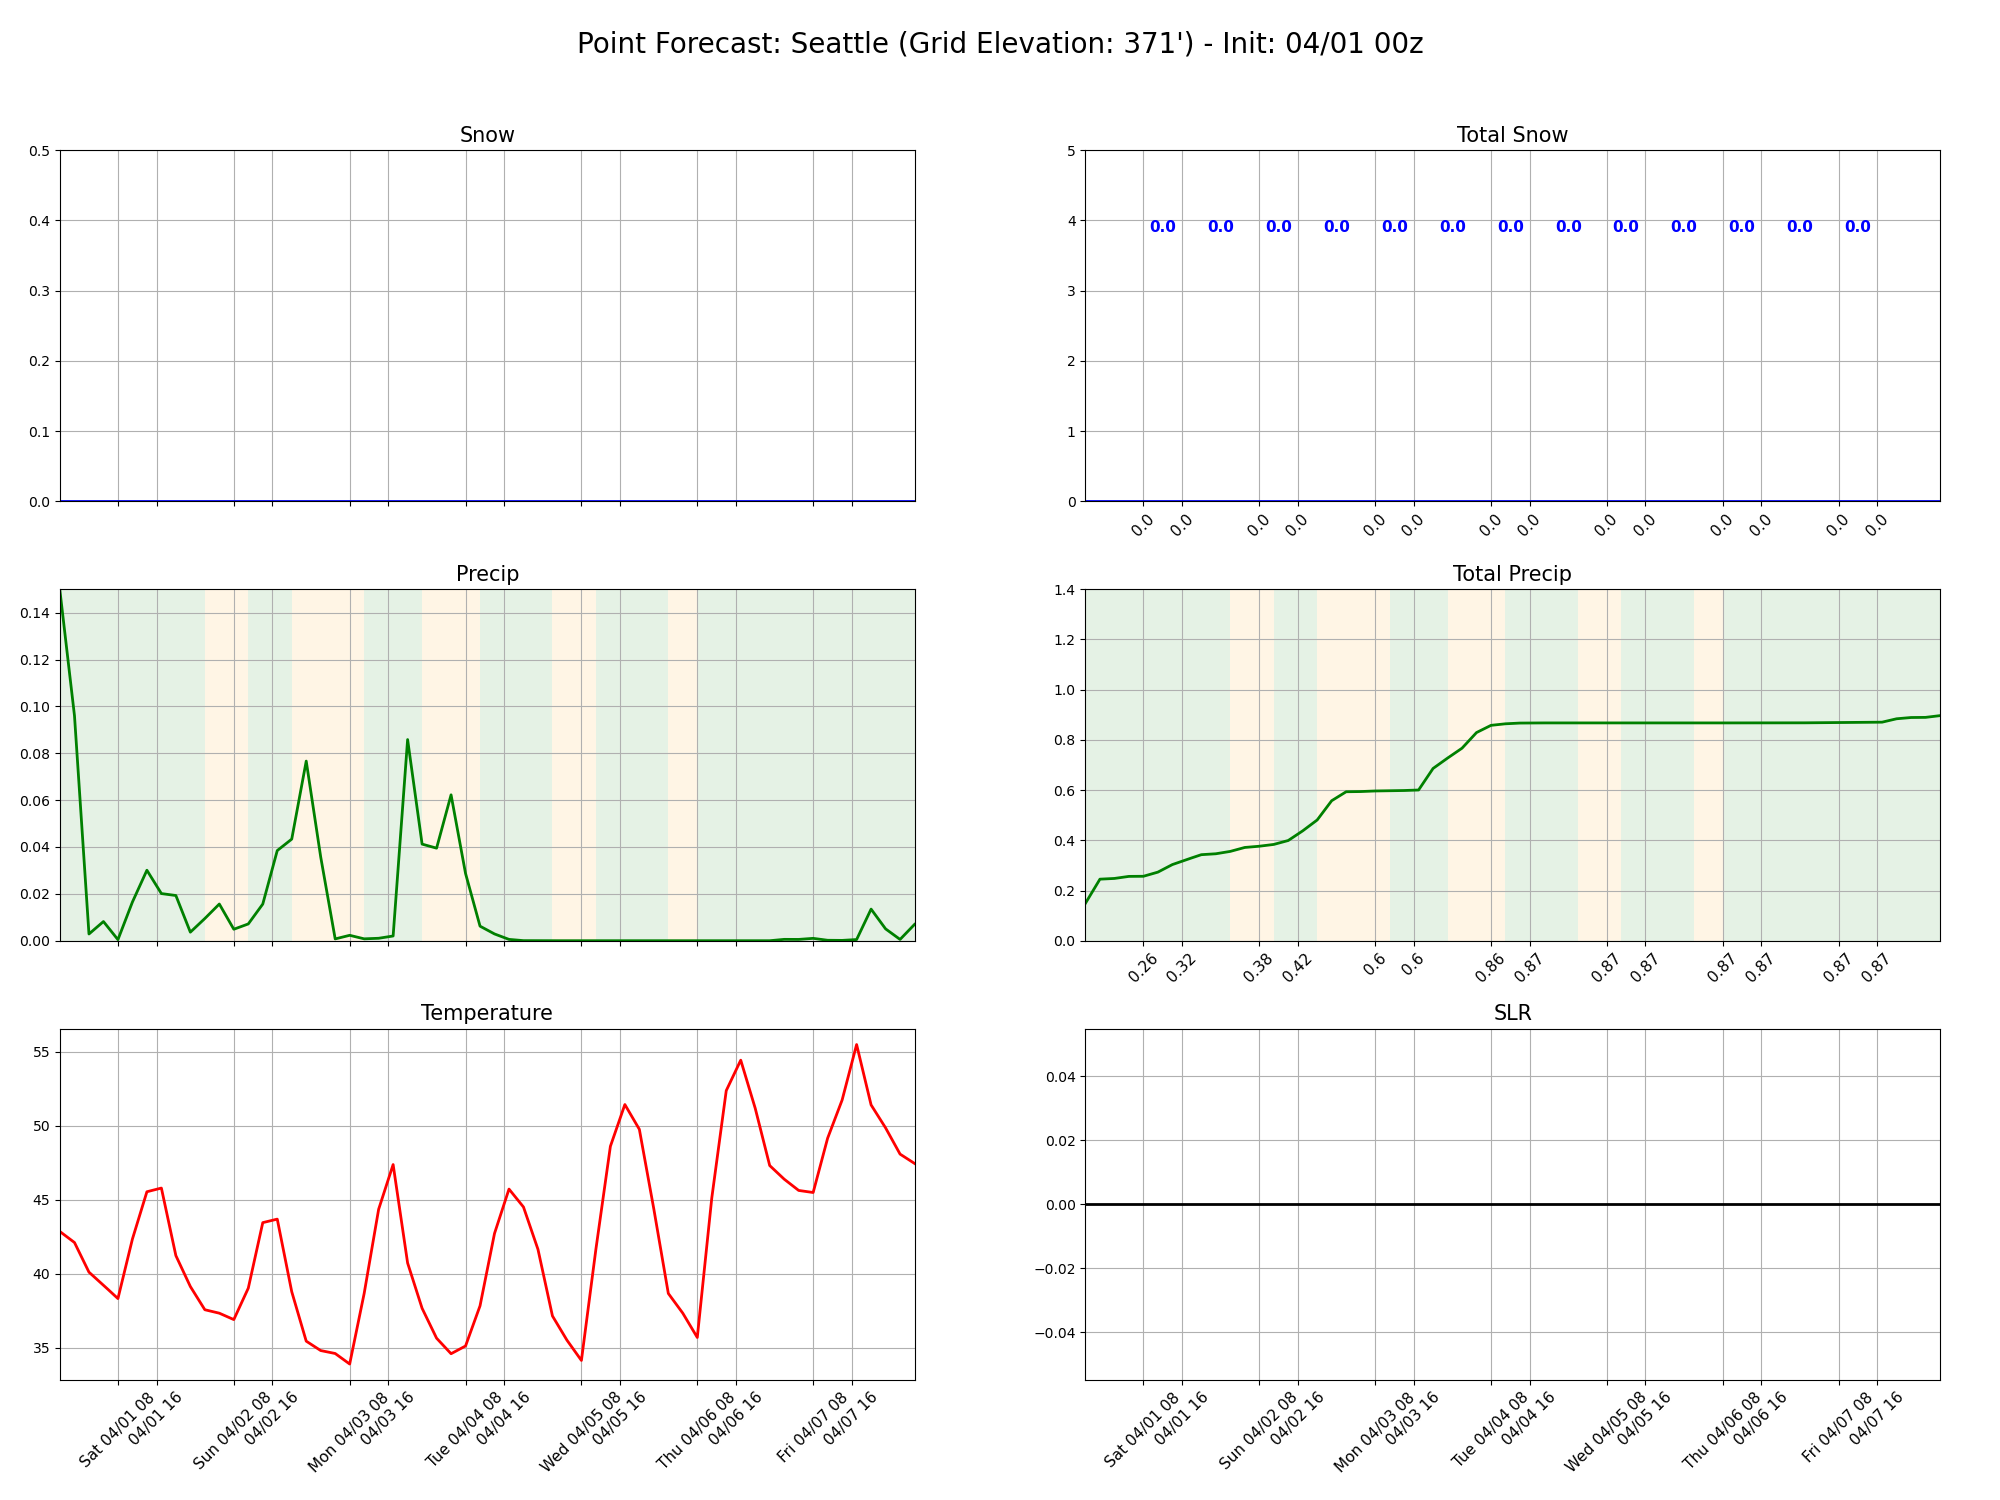 Point Forecast: Seattle (Grid Elevation: 371') - Init: 04/01 00z
Snow
0.5
0.4
0.3
0.2
0.1
0.0
Total Snow
5
4
3
2
1
0
0.0 0.0 0.0 0.0 0.0 0.0 0.0 0.0 0.0 0.0 0.0 0.0 0.0
0.0 0.0 0.0 0.0 0.0 0.0 0.0 0.0 0.0 0.0 0.0 0.0 0.0 0.0
Precip
0.14
0.12
0.10
0.08
0.06
0.04
0.02
0.00
Total Precip
1.4
1.2
1.0
0.8
0.6
0.4
0.2
0.0
0.26 0.32 0.38 0.42 0.6 0.6 0.86 0.87 0.87 0.87 0.87 0.87 0.87 0.87
Temperature
55
50
45
40
35
Sat 04/01 08
04/01 16
Sun 04/02 08
04/02 16
Mon 04/03 08
04/03 16
Tue 04/04 08
04/04 16
Wed 04/05 08
04/05 16
Thu 04/06 08
04/06 16
Fri 04/07 08
04/07 16
SLR
0.04
0.02
0.00
−0.02
−0.04
Sat 04/01 08
04/01 16
Sun 04/02 08
04/02 16
Mon 04/03 08
04/03 16
Tue 04/04 08
04/04 16
Wed 04/05 08
04/05 16
Thu 04/06 08
04/06 16
Fri 04/07 08
04/07 16